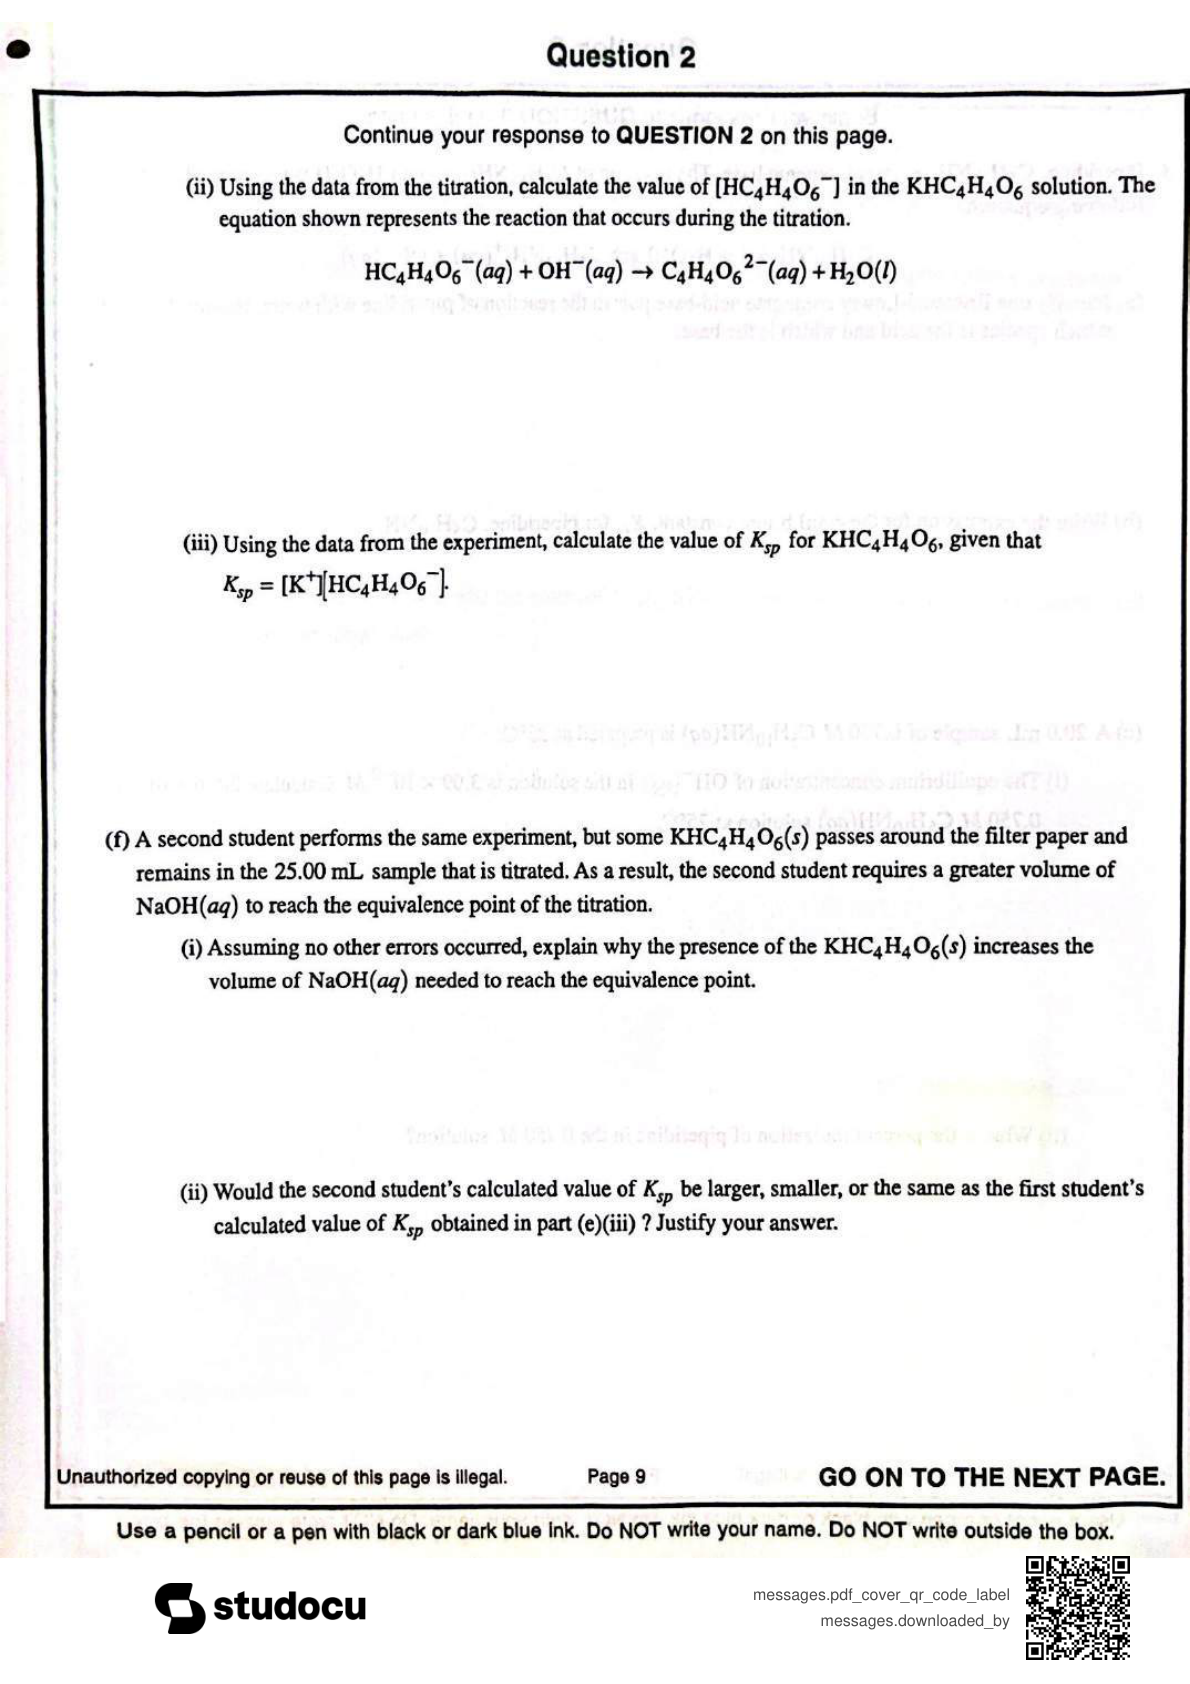 Question 2
Continue your response to QUESTION 2 on this page.
(ii) Using the data from the titration, calculate the value of [HC₄H₄O₆⁻] in the KHC₄H₄O₆ solution. The
equation shown represents the reaction that occurs during the titration.
HC₄H₄O₆⁻(aq) + OH⁻(aq) → C₄H₄O₆²⁻(aq) + H₂O(l)
(iii) Using the data from the experiment, calculate the value of Ksp for KHC₄H₄O₆, given that
Ksp = [K⁺][HC₄H₄O₆⁻].
(f) A second student performs the same experiment, but some KHC₄H₄O₆(s) passes around the filter paper and
remains in the 25.00 mL sample that is titrated. As a result, the second student requires a greater volume of
NaOH(aq) to reach the equivalence point of the titration.
(i) Assuming no other errors occurred, explain why the presence of the KHC₄H₄O₆(s) increases the
volume of NaOH(aq) needed to reach the equivalence point.
(ii) Would the second student's calculated value of Ksp be larger, smaller, or the same as the first student's
calculated value of Ksp obtained in part (e)(iii) ? Justify your answer.
Unauthorized copying or reuse of this page is illegal. Page 9 GO ON TO THE NEXT PAGE.
Use a pencil or a pen with black or dark blue ink. Do NOT write your name. Do NOT write outside the box.
studocu
messages.pdf_cover_qr_code_label
messages.downloaded_by